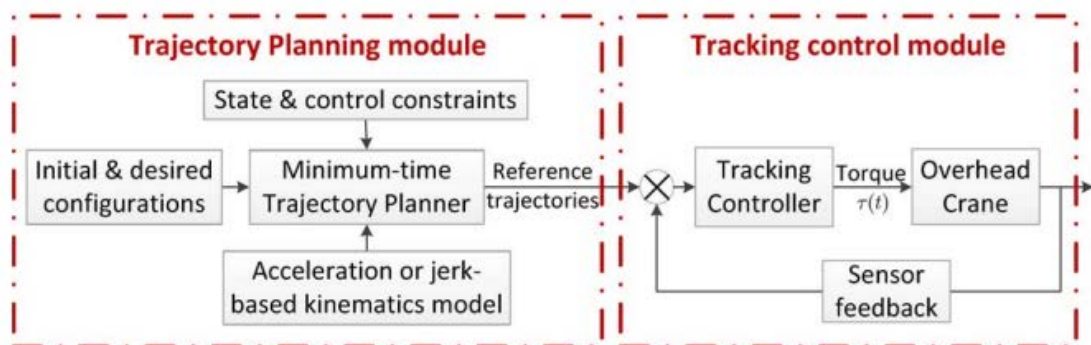 Trajectory Planning module
State & control constraints
Initial & desired
configurations
Minimum-time
Trajectory Planner
Acceleration or jerk-
based kinematics model
Reference
trajectories
Tracking control module
Tracking
Controller
Torque
τ(t)
Overhead
Crane
Sensor
feedback